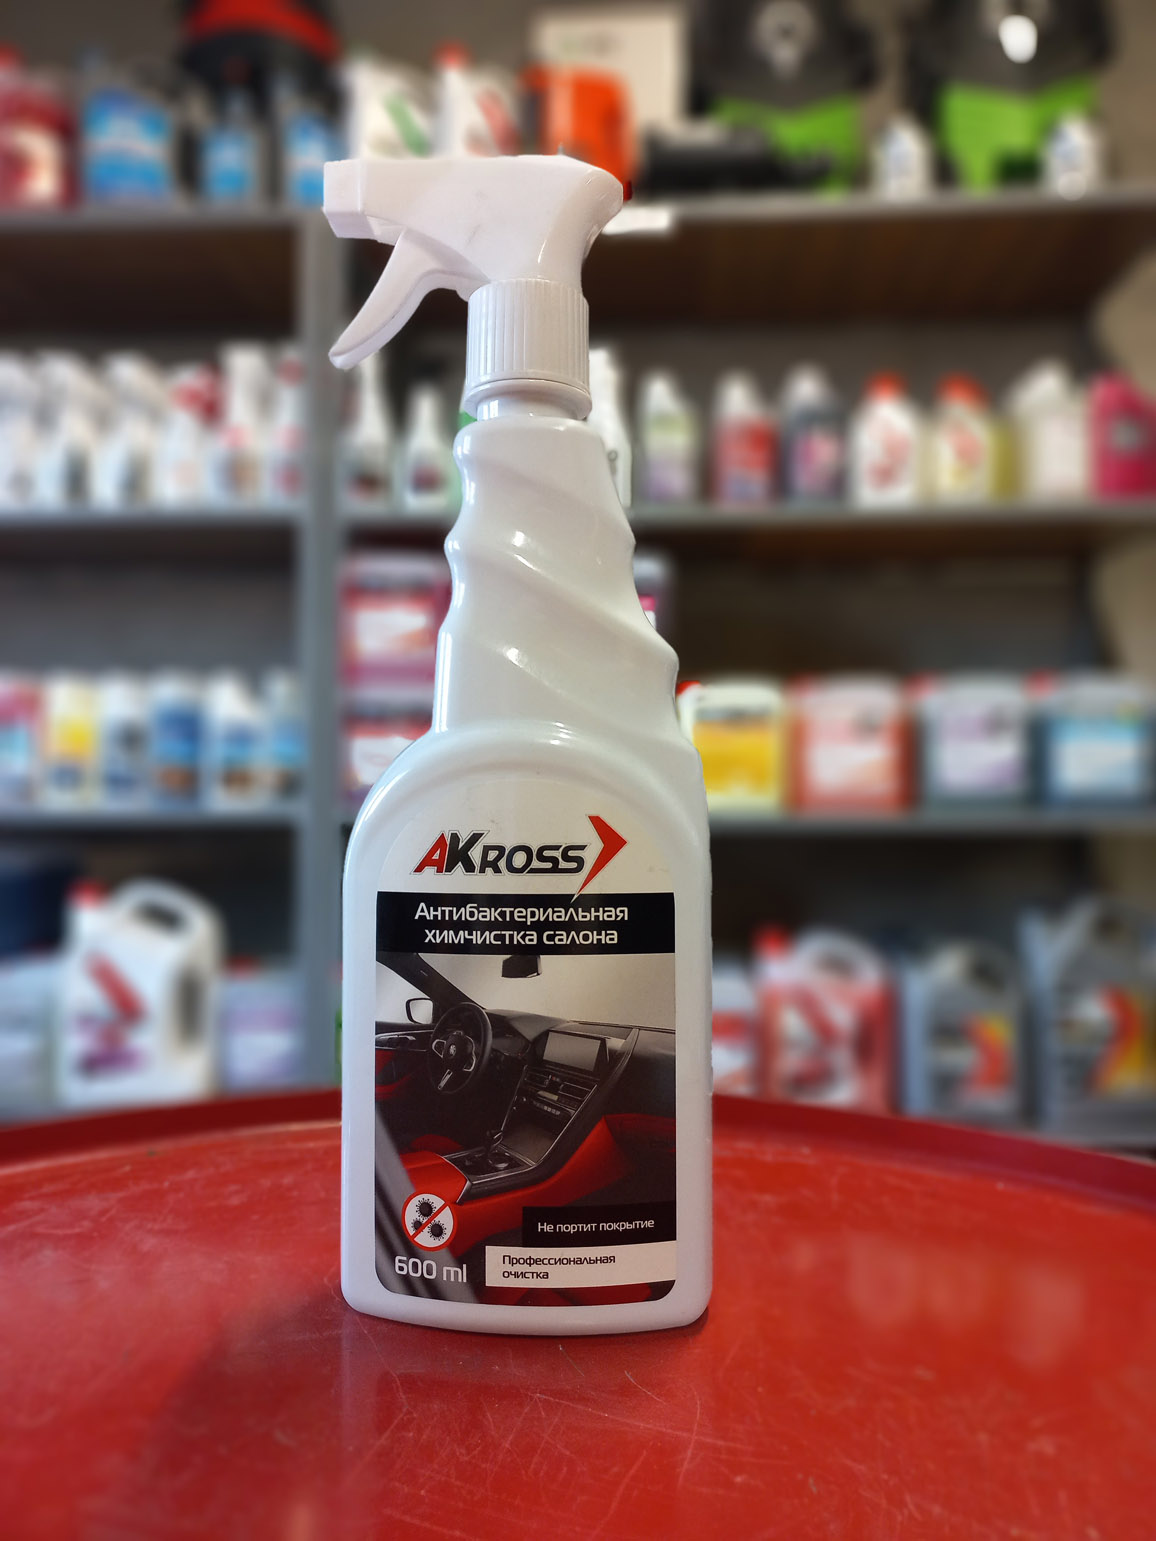 AKROSS
Антибактериальная
химчистка салона
Не портит покрытие
Профессиональная
очистка
600 ml